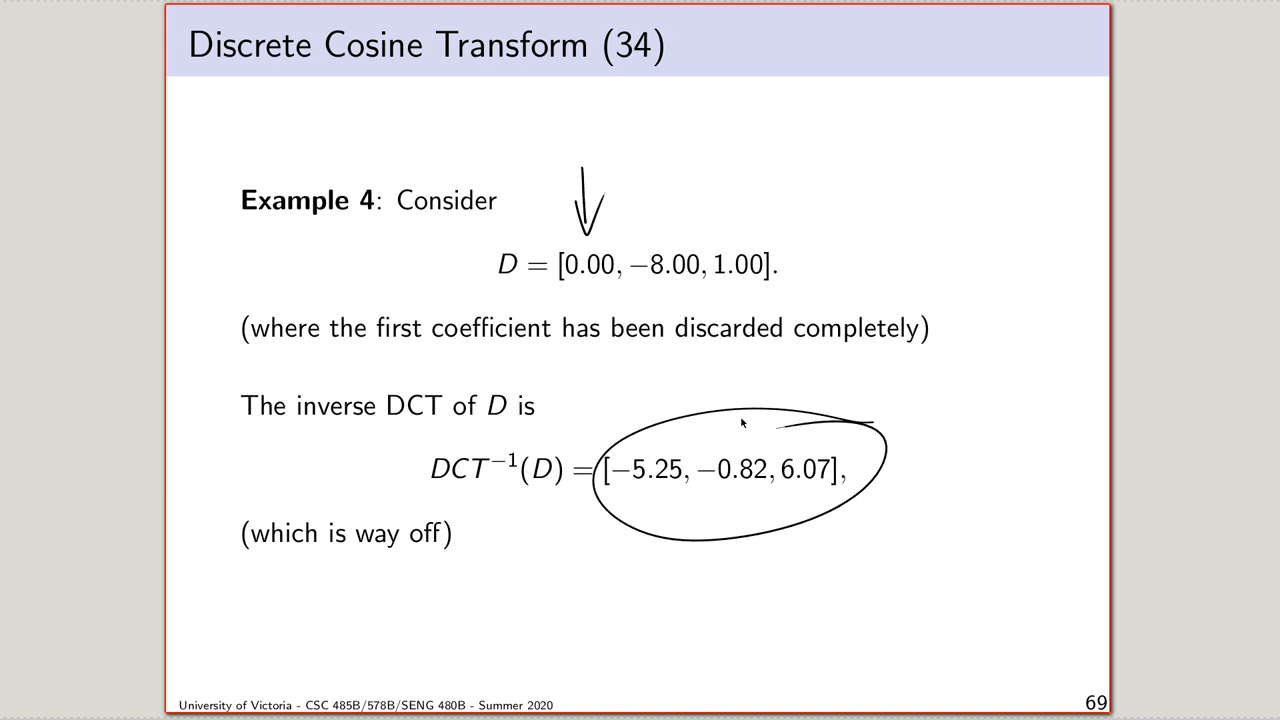 Discrete Cosine Transform (34)
Example 4: Consider
D = [0.00, −8.00, 1.00].
(where the first coefficient has been discarded completely)
The inverse DCT of D is
DCT⁻¹(D) = [−5.25, −0.82, 6.07],
(which is way off)
University of Victoria - CSC 485B/578B/SENG 480B - Summer 2020
69